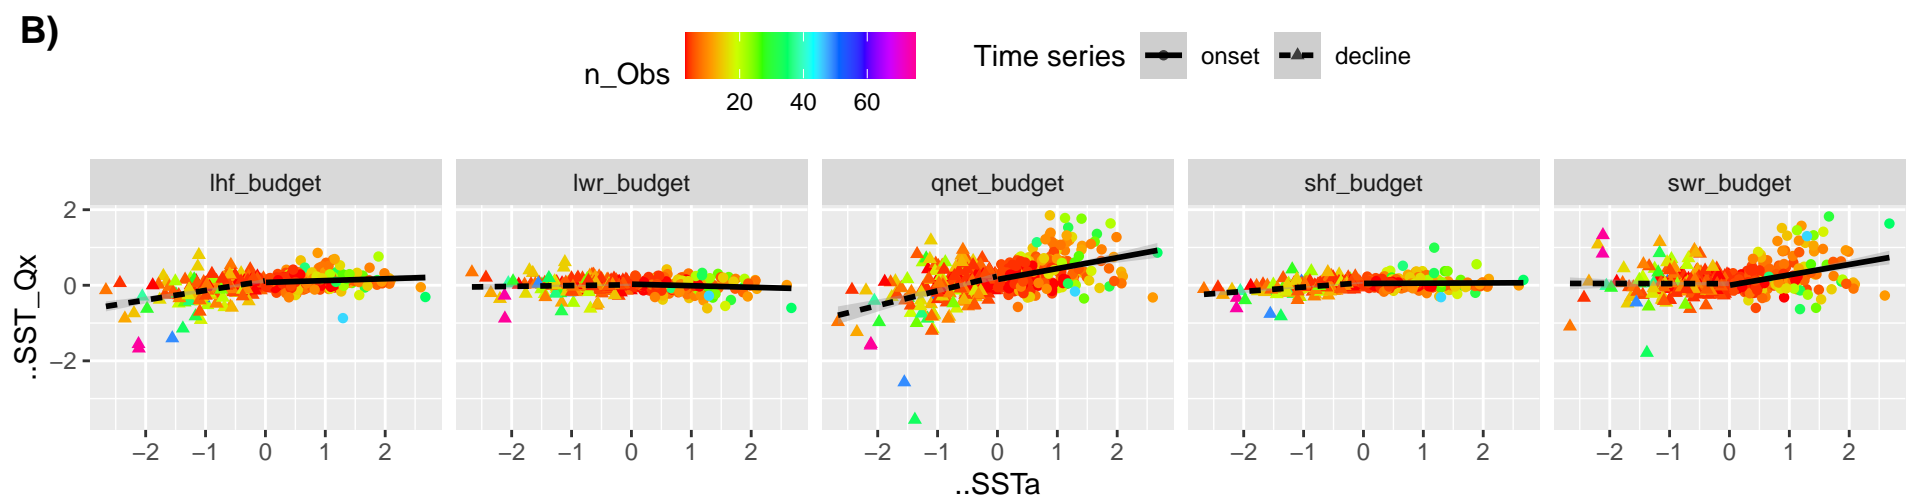 B)
n_Obs
20 40 60
Time series onset decline
lhf_budget lwr_budget qnet_budget shf_budget swr_budget
..SST_Qx
2
0
−2
−2 −1 0 1 2 −2 −1 0 1 2 −2 −1 0 1 2 −2 −1 0 1 2 −2 −1 0 1 2
..SSTa